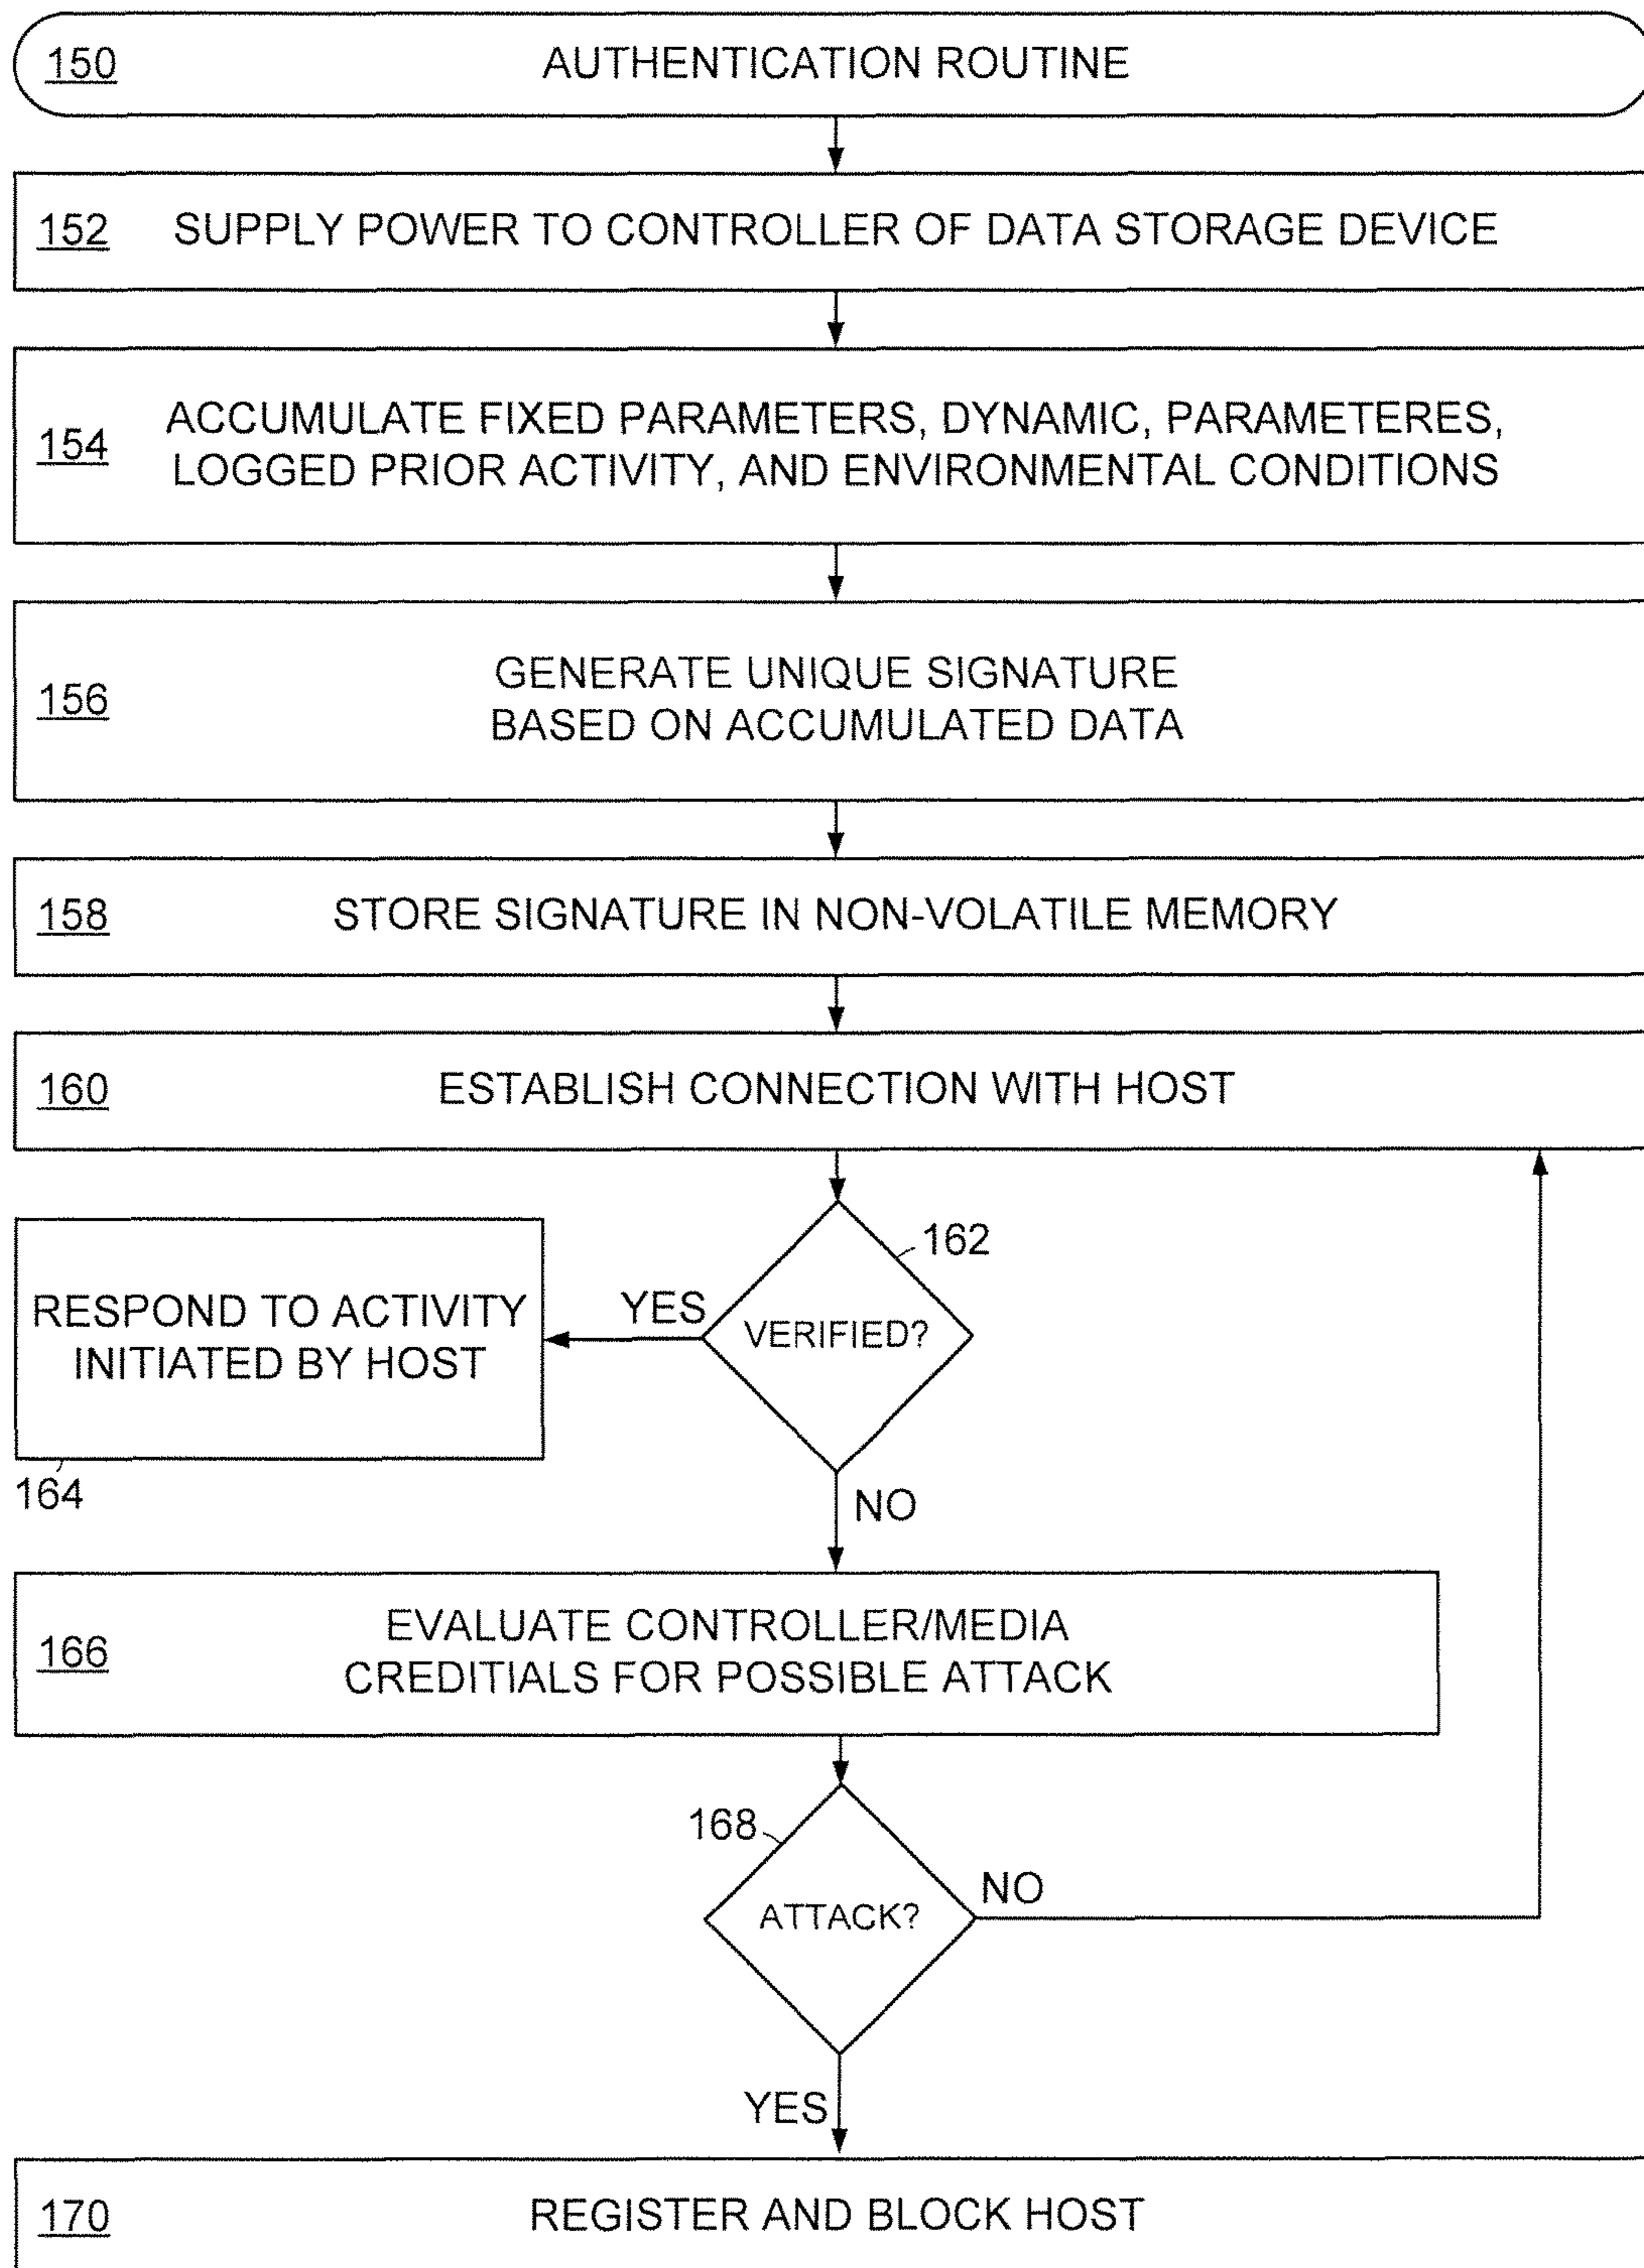 150 AUTHENTICATION ROUTINE
152 SUPPLY POWER TO CONTROLLER OF DATA STORAGE DEVICE
154 ACCUMULATE FIXED PARAMETERS, DYNAMIC, PARAMETERES,
LOGGED PRIOR ACTIVITY, AND ENVIRONMENTAL CONDITIONS
156 GENERATE UNIQUE SIGNATURE
BASED ON ACCUMULATED DATA
158 STORE SIGNATURE IN NON-VOLATILE MEMORY
160 ESTABLISH CONNECTION WITH HOST
162
VERIFIED?
YES
RESPOND TO ACTIVITY
INITIATED BY HOST
164
NO
166 EVALUATE CONTROLLER/MEDIA
CREDITIALS FOR POSSIBLE ATTACK
168
ATTACK?
NO
YES
170 REGISTER AND BLOCK HOST